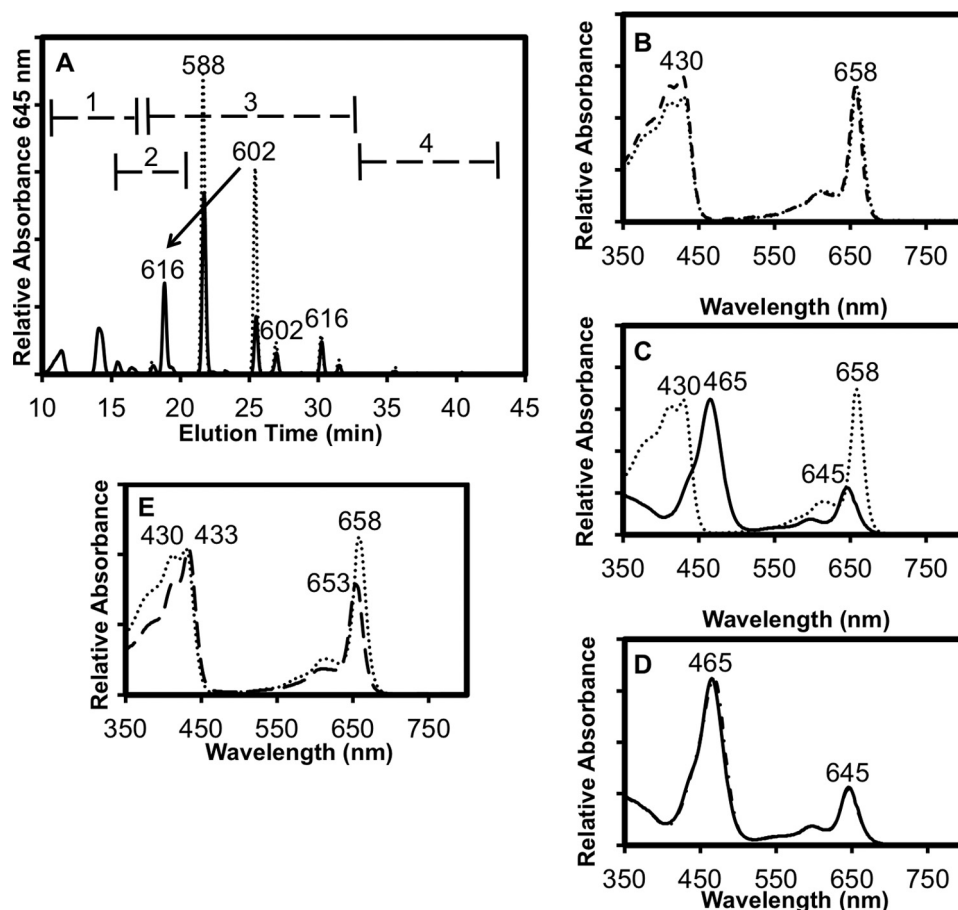 A
Relative Absorbance 645 nm
588
1
3
2
602
4
616
602
616
10 15 20 25 30 35 40 45
Elution Time (min)
B
Relative Absorbance
430
658
350 450 550 650 750
Wavelength (nm)
C
Relative Absorbance
430
465
658
645
350 450 550 650 750
Wavelength (nm)
E
Relative Absorbance
430
433
658
653
350 450 550 650 750
Wavelength (nm)
D
Relative Absorbance
465
645
350 450 550 650 750
Wavelength (nm)